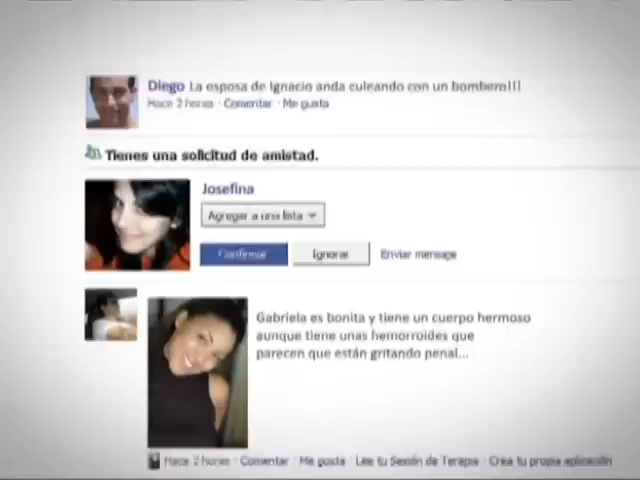 Diego La esposa de Ignacio anda culeando con un bombero!!!
Hace 2 horas · Comentar · Me gusta
Tienes una solicitud de amistad.
Josefina
Agregar a una lista
Confirmar Ignorar Enviar mensaje
Gabriela es bonita y tiene un cuerpo hermoso
aunque tiene unas hemorroides que
parecen que están gritando penal...
Hace 2 horas · Comentar · Me gusta · Lee tu Sesión de Terapia · Crea tu propia aplicación